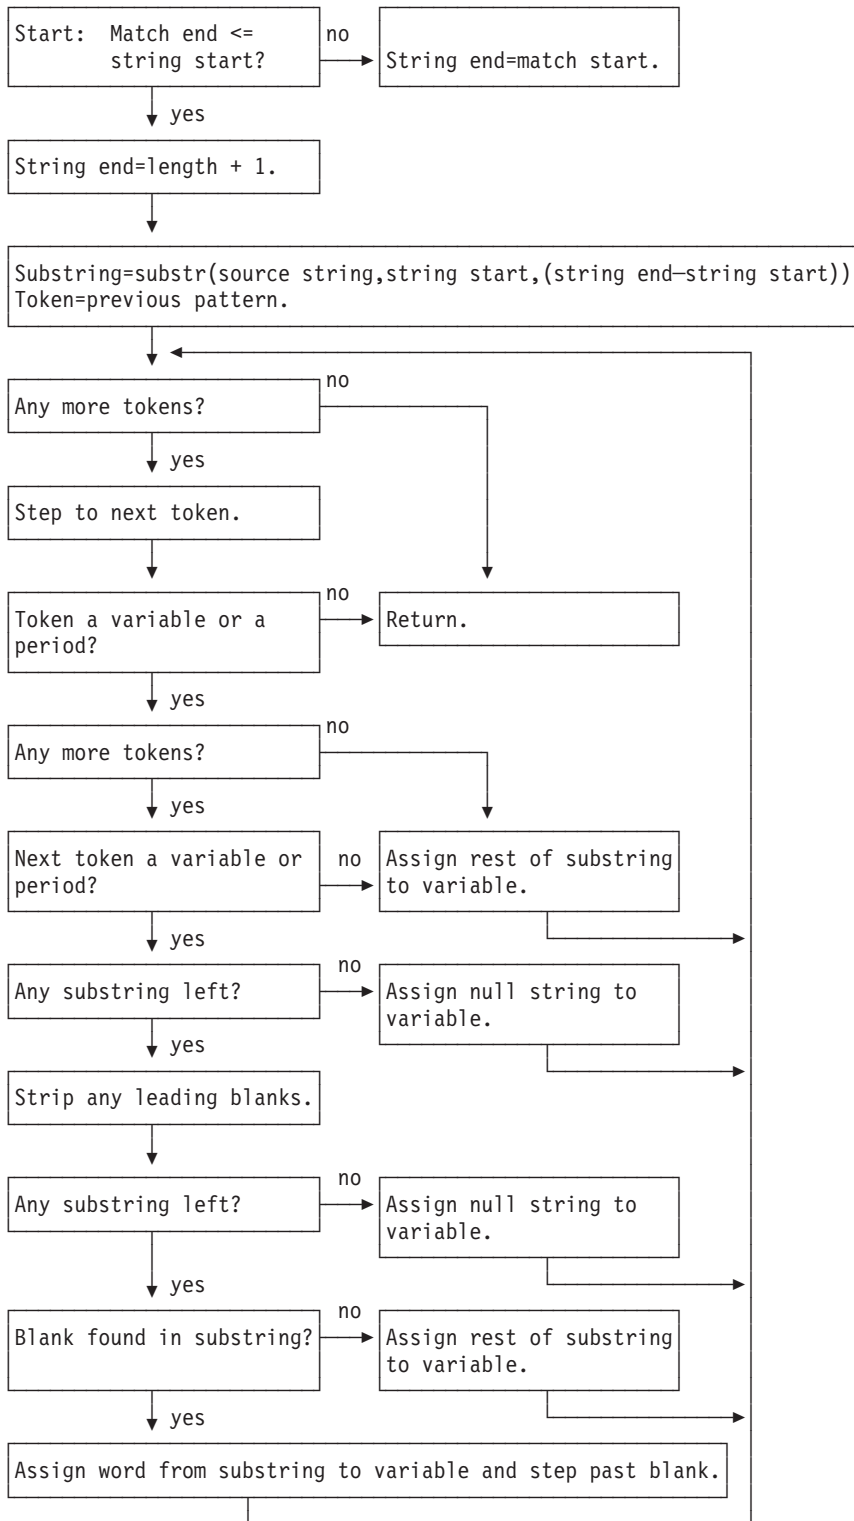 Start: Match end <=
string start?
no
String end=match start.
yes
String end=length + 1.
Substring=substr(source string,string start,(string end—string start))
Token=previous pattern.
no
Any more tokens?
yes
Step to next token.
no
Token a variable or a
period?
Return.
yes
no
Any more tokens?
yes
Next token a variable or
period?
no
Assign rest of substring
to variable.
yes
no
Any substring left?
Assign null string to
variable.
yes
Strip any leading blanks.
no
Any substring left?
Assign null string to
variable.
yes
no
Blank found in substring?
Assign rest of substring
to variable.
yes
Assign word from substring to variable and step past blank.